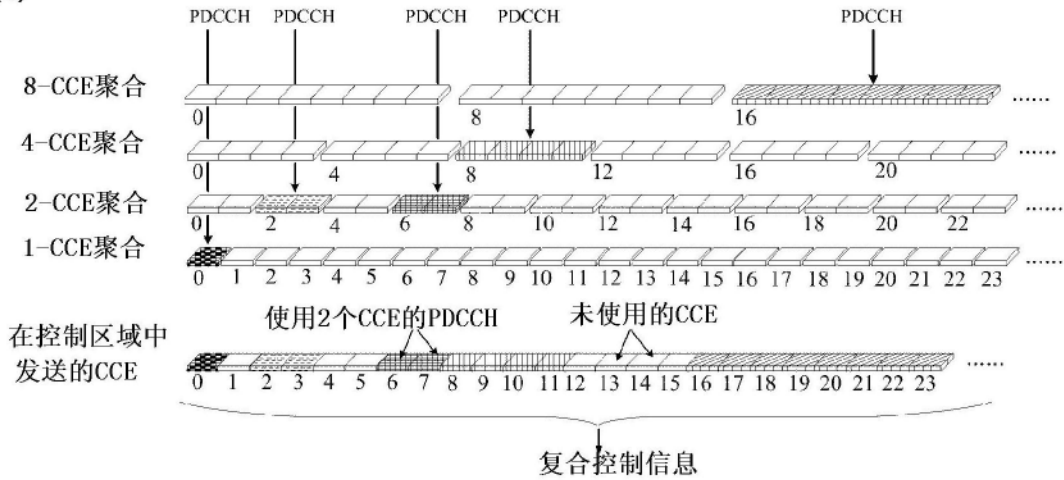 PDCCH PDCCH PDCCH PDCCH PDCCH
8-CCE聚合
0 8 16 ......
4-CCE聚合
0 4 8 12 16 20 ......
2-CCE聚合
0 2 4 6 8 10 12 14 16 18 20 22 ......
1-CCE聚合
0 1 2 3 4 5 6 7 8 9 10 11 12 13 14 15 16 17 18 19 20 21 22 23 ......
使用2个CCE的PDCCH 未使用的CCE
在控制区域中
发送的CCE
0 1 2 3 4 5 6 7 8 9 10 11 12 13 14 15 16 17 18 19 20 21 22 23 ......
复合控制信息